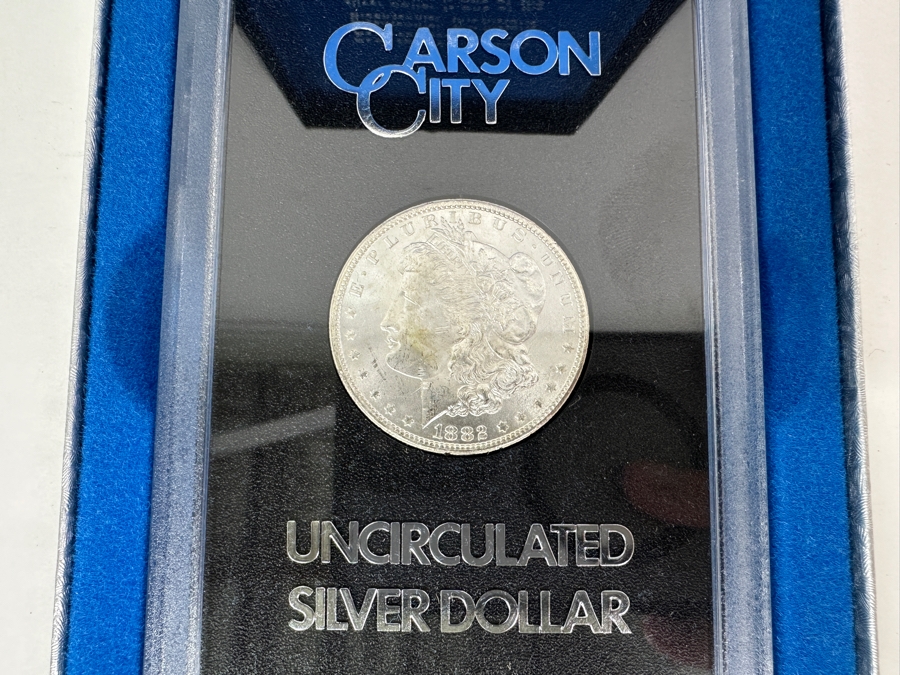 CARSON
CITY
E·PLURIBUS·UNUM
1882
UNCIRCULATED
SILVER DOLLAR